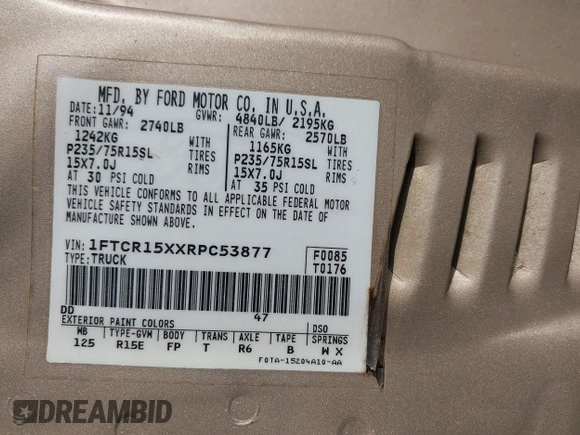 MFD. BY FORD MOTOR CO. IN U.S.A.
DATE: 11/94 GVWR: 4840LB/ 2195KG
FRONT GAWR: 2740LB REAR GAWR: 2570LB
1242KG WITH 1165KG WITH
P235/75R15SL TIRES P235/75R15SL TIRES
15X7.0J RIMS 15X7.0J RIMS
AT 30 PSI COLD AT 35 PSI COLD
THIS VEHICLE CONFORMS TO ALL APPLICABLE FEDERAL MOTOR
VEHICLE SAFETY STANDARDS IN EFFECT ON THE DATE OF
MANUFACTURE SHOWN ABOVE.
VIN: 1FTCR15XXRPC53877 F0085
TYPE: TRUCK T0176
DD 47
EXTERIOR PAINT COLORS DSO
WB TYPE-GVM BODY TRANS AXLE TAPE SPRINGS
125 R15E FP T R6 B W X
F0TA-15204A10-AA
DREAMBID